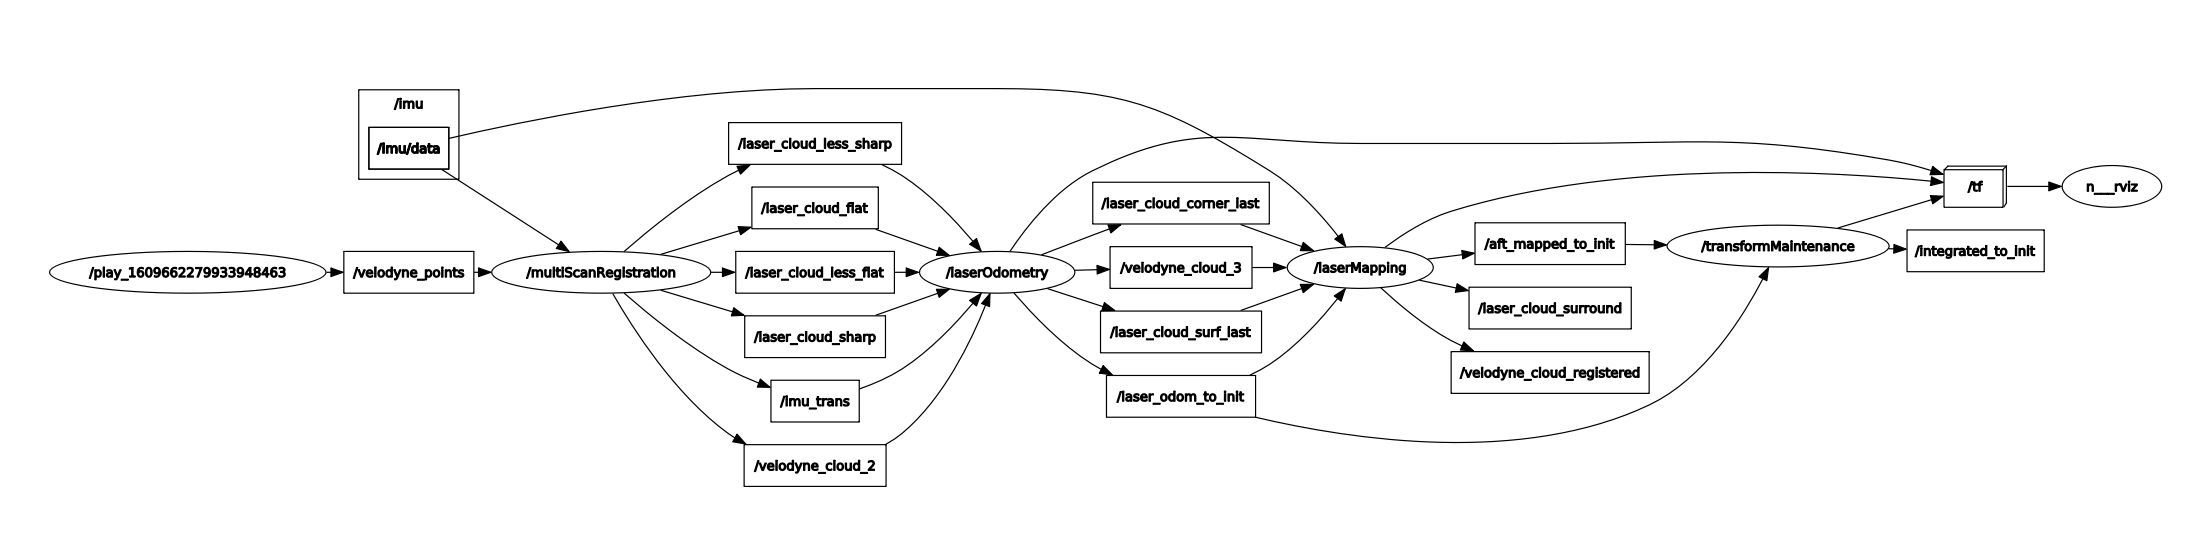 /imu
/imu/data
/play_1609662279933948463
/velodyne_points
/multiScanRegistration
/laser_cloud_less_sharp
/laser_cloud_flat
/laser_cloud_less_flat
/laser_cloud_sharp
/imu_trans
/velodyne_cloud_2
/laserOdometry
/laser_cloud_corner_last
/velodyne_cloud_3
/laser_cloud_surf_last
/laser_odom_to_init
/laserMapping
/aft_mapped_to_init
/laser_cloud_surround
/velodyne_cloud_registered
/transformMaintenance
/tf
/integrated_to_init
n___rviz